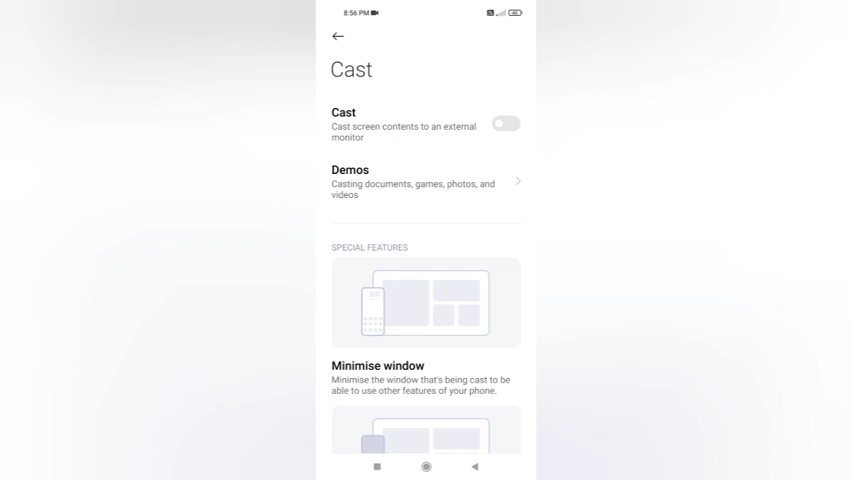 8:56 PM
Cast
Cast
Cast screen contents to an external
monitor
Demos
Casting documents, games, photos, and
videos
SPECIAL FEATURES
Minimise window
Minimise the window that's being cast to be
able to use other features of your phone.